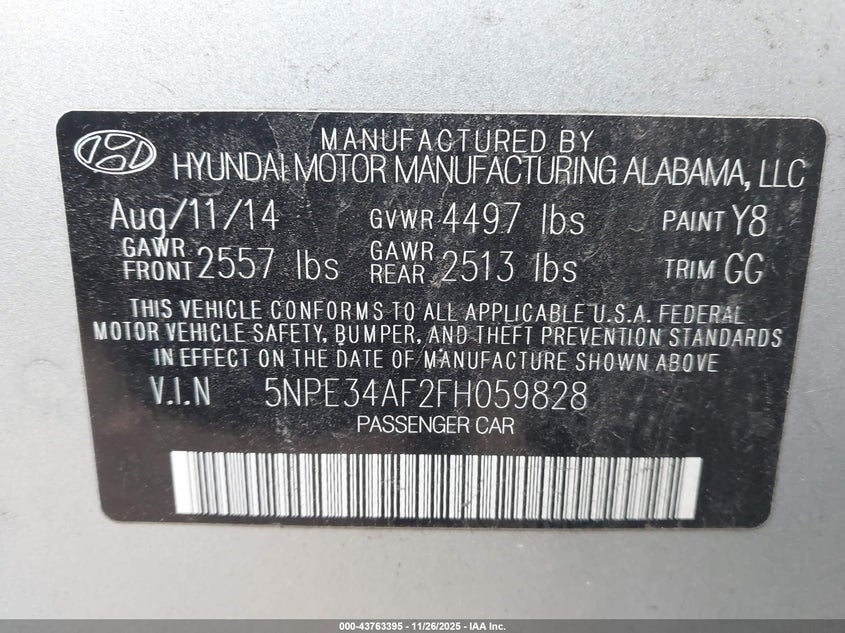 MANUFACTURED BY
HYUNDAI MOTOR MANUFACTURING ALABAMA, LLC
Aug/11/14 GVWR 4497 lbs PAINT Y8
GAWR FRONT 2557 lbs GAWR REAR 2513 lbs TRIM GG
THIS VEHICLE CONFORMS TO ALL APPLICABLE U.S.A. FEDERAL
MOTOR VEHICLE SAFETY, BUMPER, AND THEFT PREVENTION STANDARDS
IN EFFECT ON THE DATE OF MANUFACTURE SHOWN ABOVE
V.I.N 5NPE34AF2FH059828
PASSENGER CAR
000-43763395 - 11/26/2025 - IAA Inc.